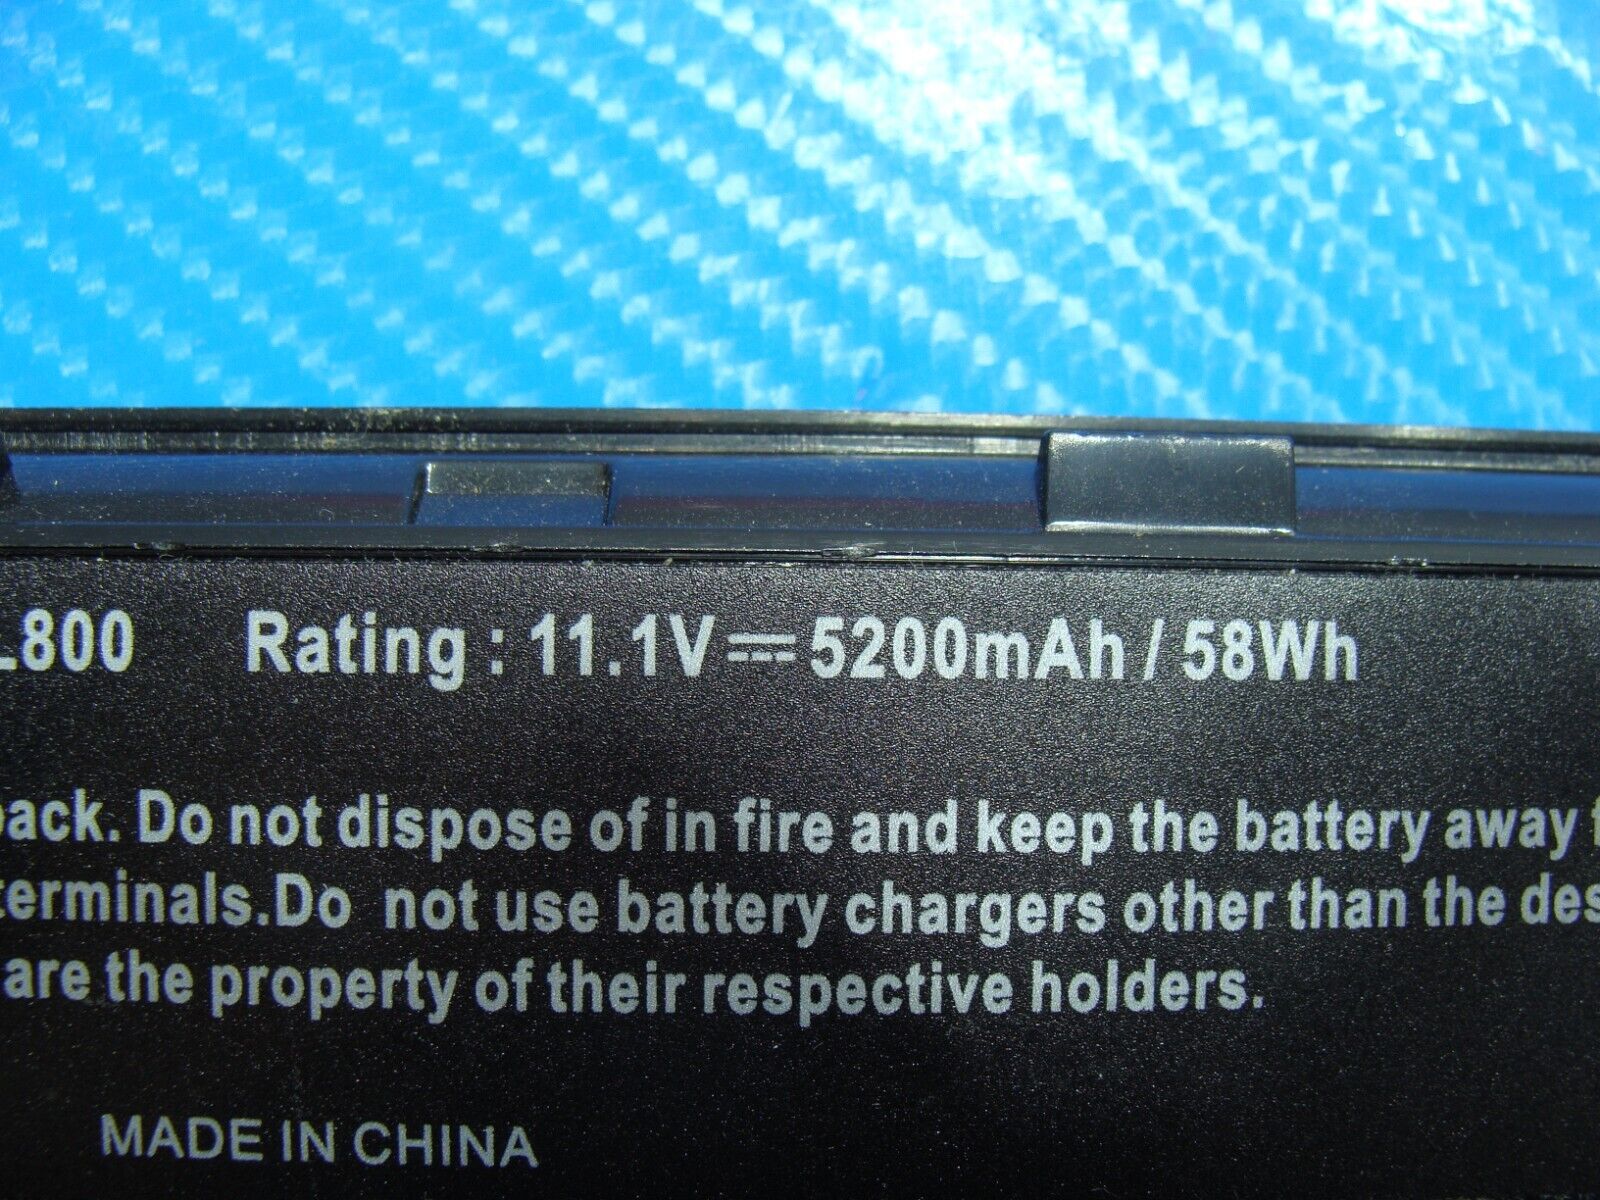 L800 Rating : 11.1V⎓5200mAh / 58Wh
pack. Do not dispose of in fire and keep the battery away
terminals.Do not use battery chargers other than the des
are the property of their respective holders.
MADE IN CHINA